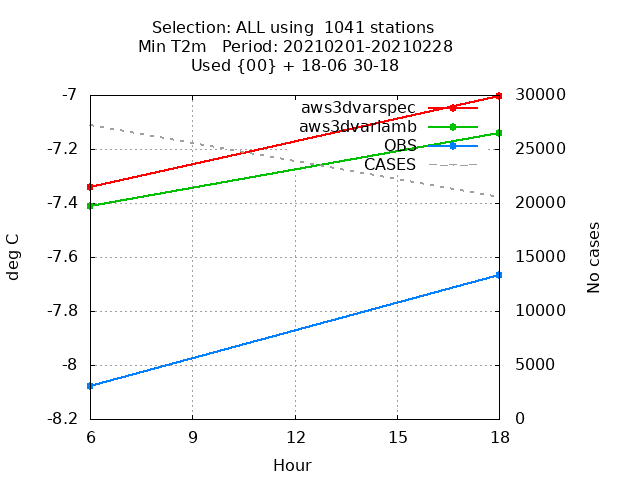 Selection: ALL using  1041 stations
Min T2m   Period: 20210201-20210228
Used {00} + 18-06 30-18
-7
-7.2
-7.4
-7.6
-7.8
-8
-8.2
30000
25000
20000
15000
10000
5000
0
aws3dvarspec
aws3dvarlamb
OBS
CASES
deg C
No cases
6
9
12
15
18
Hour